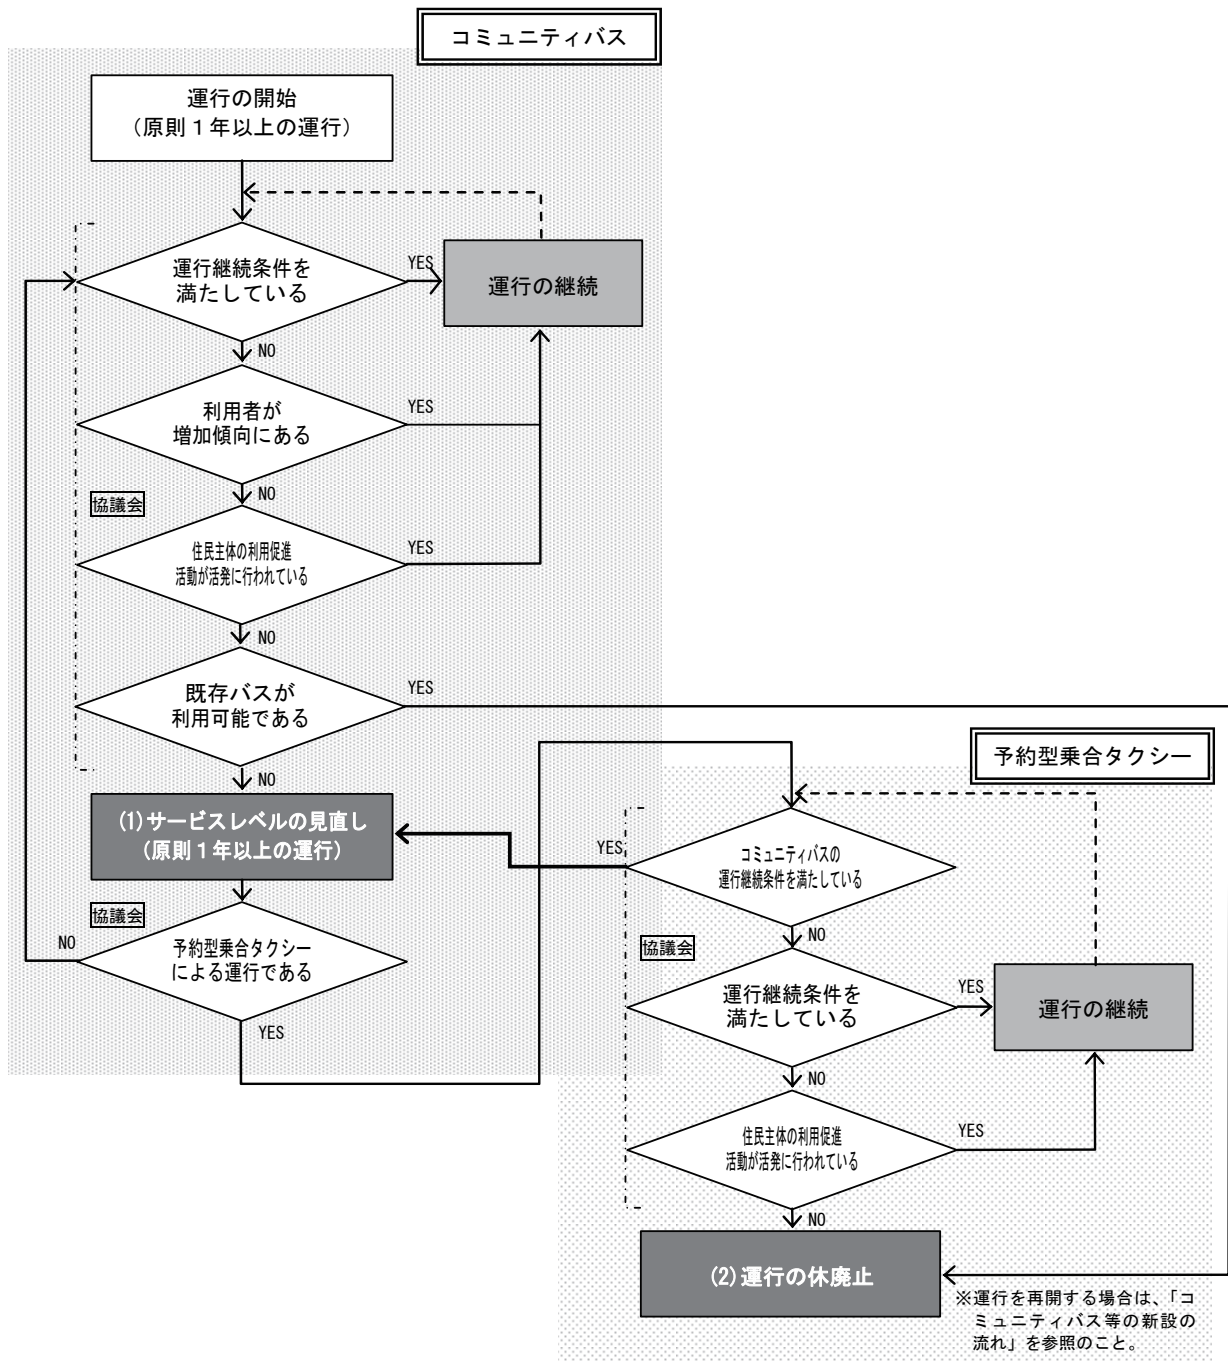 コミュニティバス
運行の開始
（原則１年以上の運行）
運行継続条件を
満たしている
YES
運行の継続
NO
利用者が
増加傾向にある
YES
NO
協議会
住民主体の利用促進
活動が活発に行われている
YES
NO
既存バスが
利用可能である
YES
NO
(1)サービスレベルの見直し
（原則１年以上の運行）
協議会
NO
予約型乗合タクシー
による運行である
YES
予約型乗合タクシー
YES
コミュニティバスの
運行継続条件を満たしている
NO
協議会
運行継続条件を
満たしている
YES
運行の継続
NO
住民主体の利用促進
活動が活発に行われている
YES
NO
(2)運行の休廃止
※運行を再開する場合は、「コ
ミュニティバス等の新設の
流れ」を参照のこと。